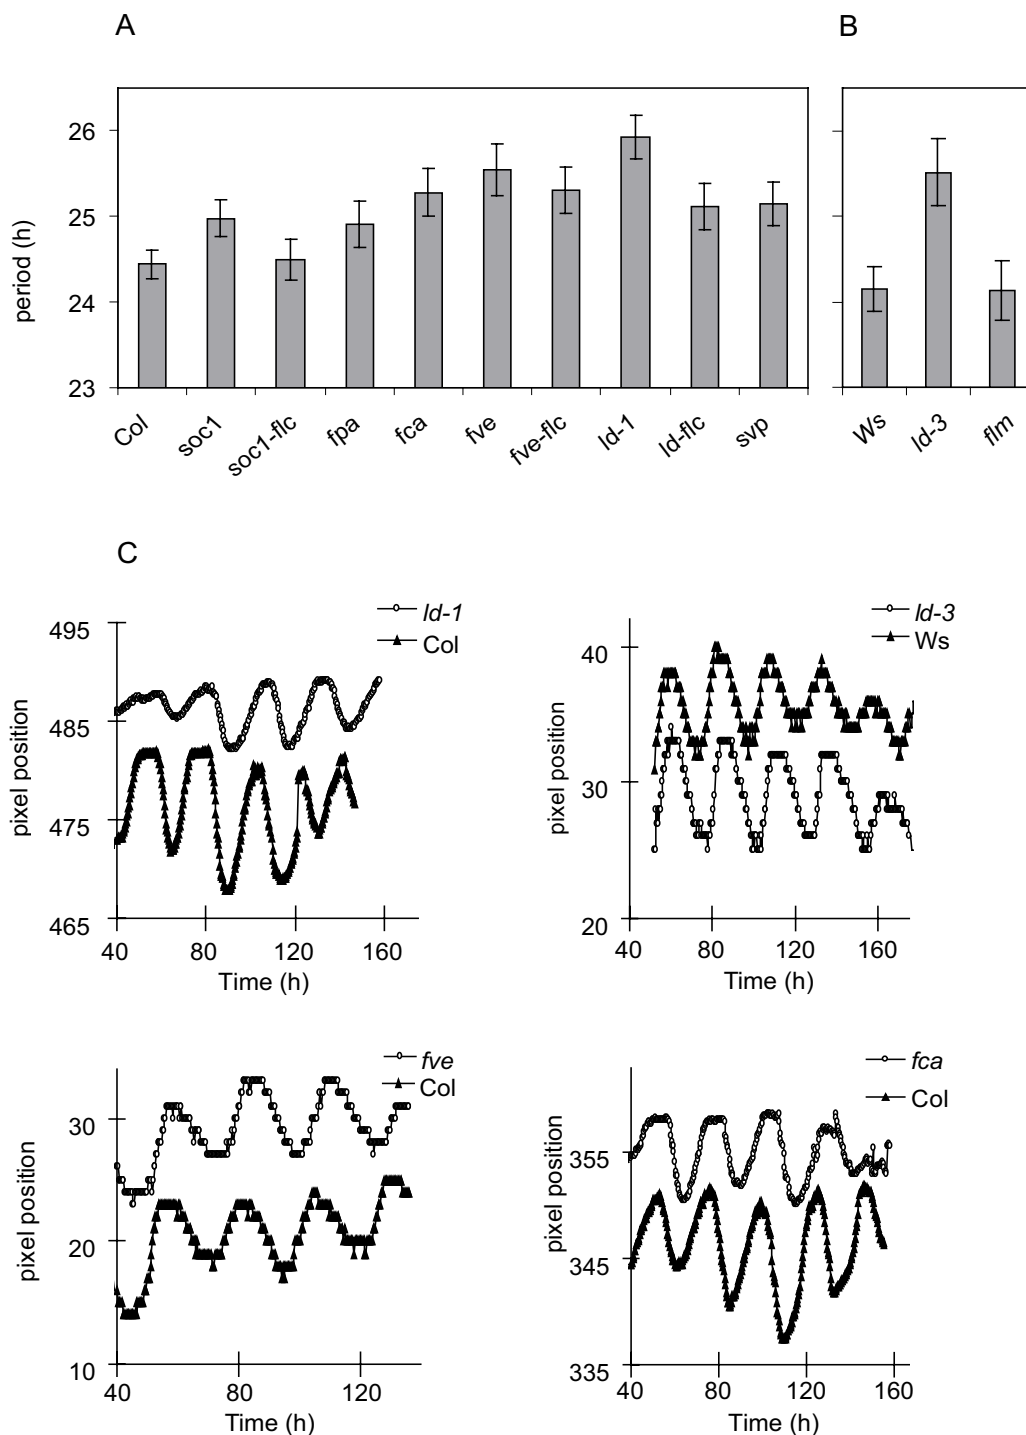 A
B
period (h)
26
25
24
23
Col
soc1
soc1-flc
fpa
fca
fve
fve-flc
ld-1
ld-flc
svp
Ws
ld-3
flm
C
ld-1
Col
pixel position
495
485
475
465
40 80 120 160
Time (h)
ld-3
Ws
pixel position
40
30
20
40 80 120 160
Time (h)
fve
Col
pixel position
30
20
10
40 80 120
Time (h)
fca
Col
pixel position
355
345
335
40 80 120 160
Time (h)